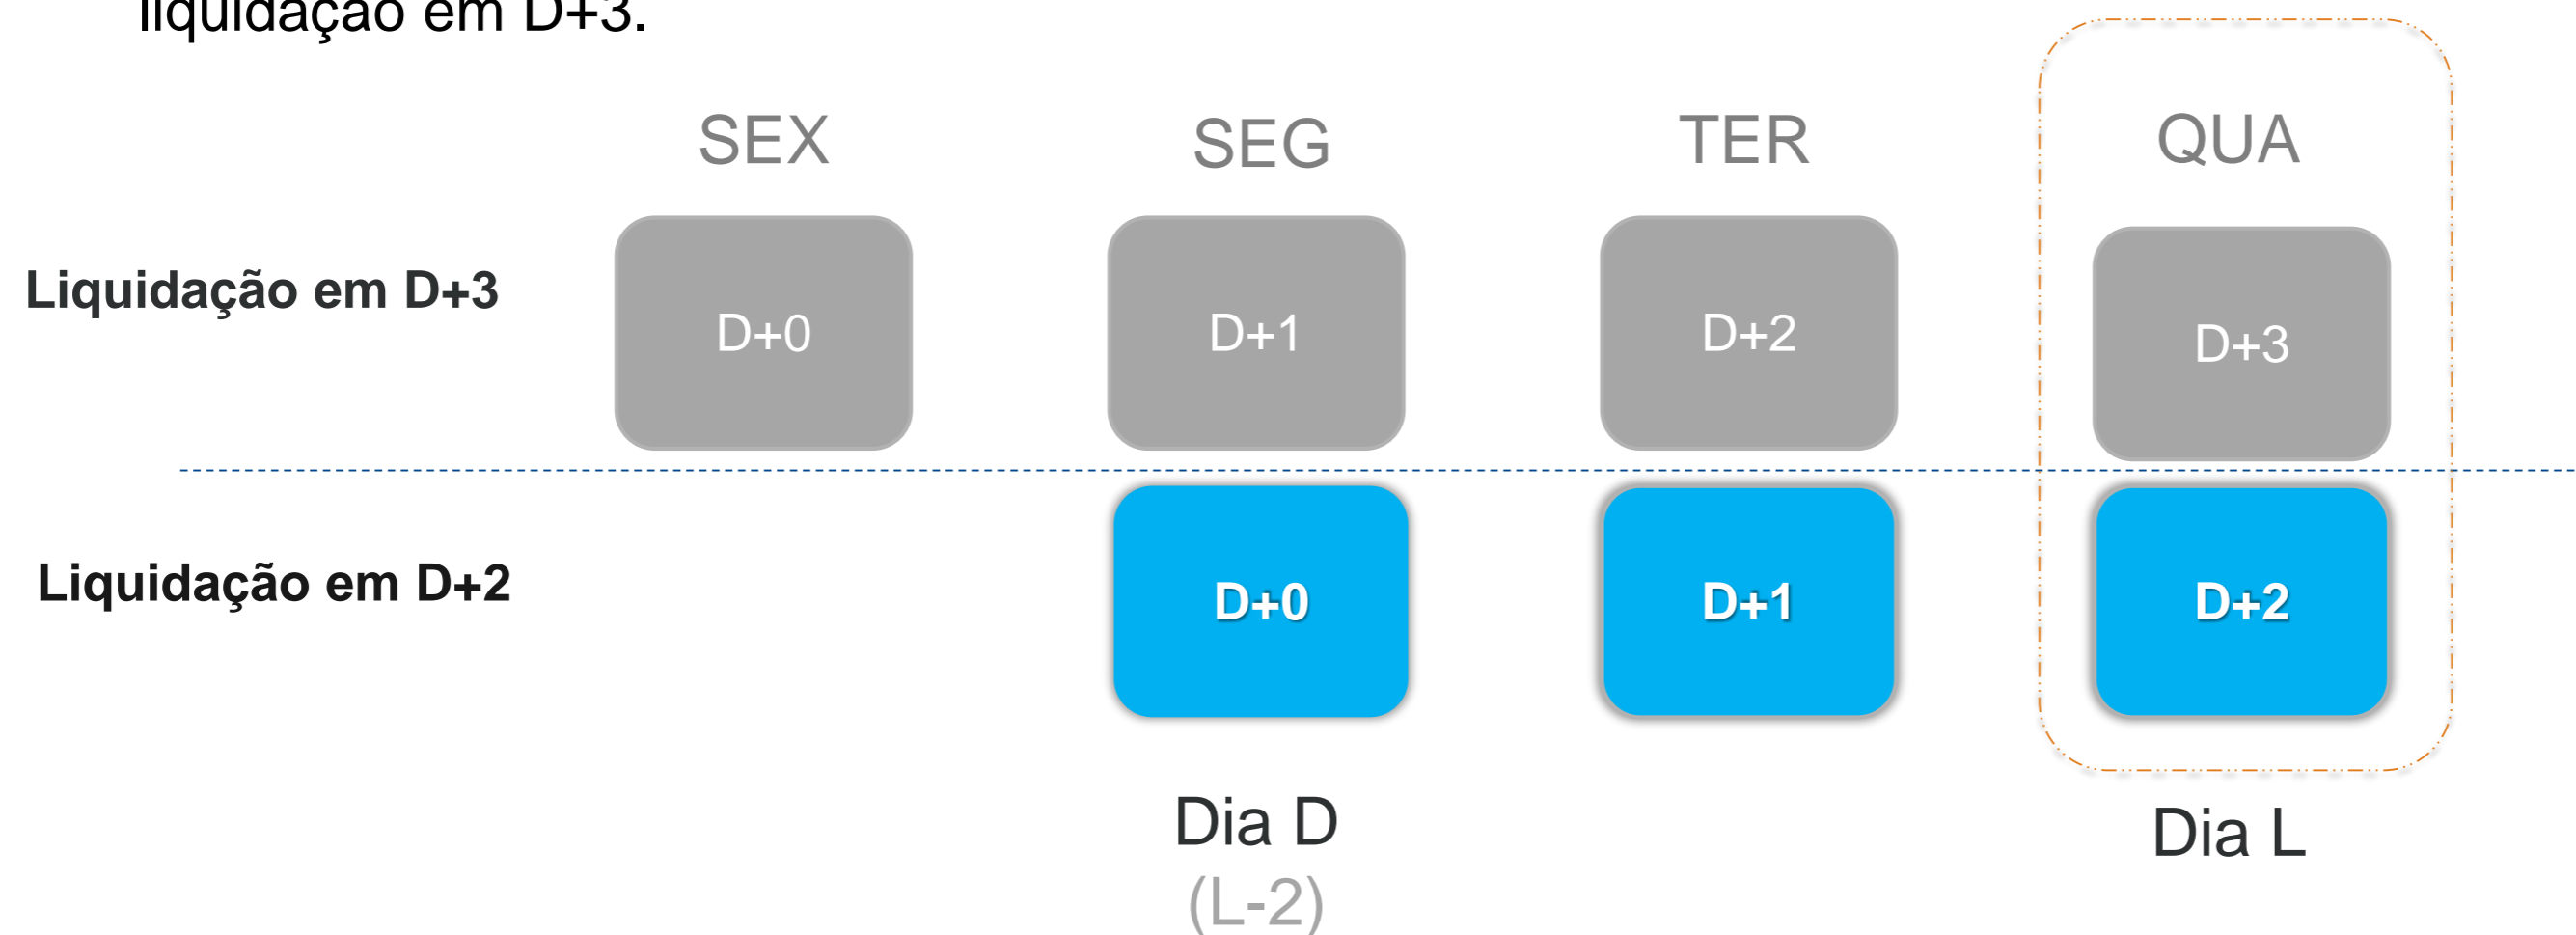 liquidação em D+3.
SEX SEG TER QUA
Liquidação em D+3
D+0 D+1 D+2 D+3
Liquidação em D+2
D+0 D+1 D+2
Dia D Dia L
(L-2)